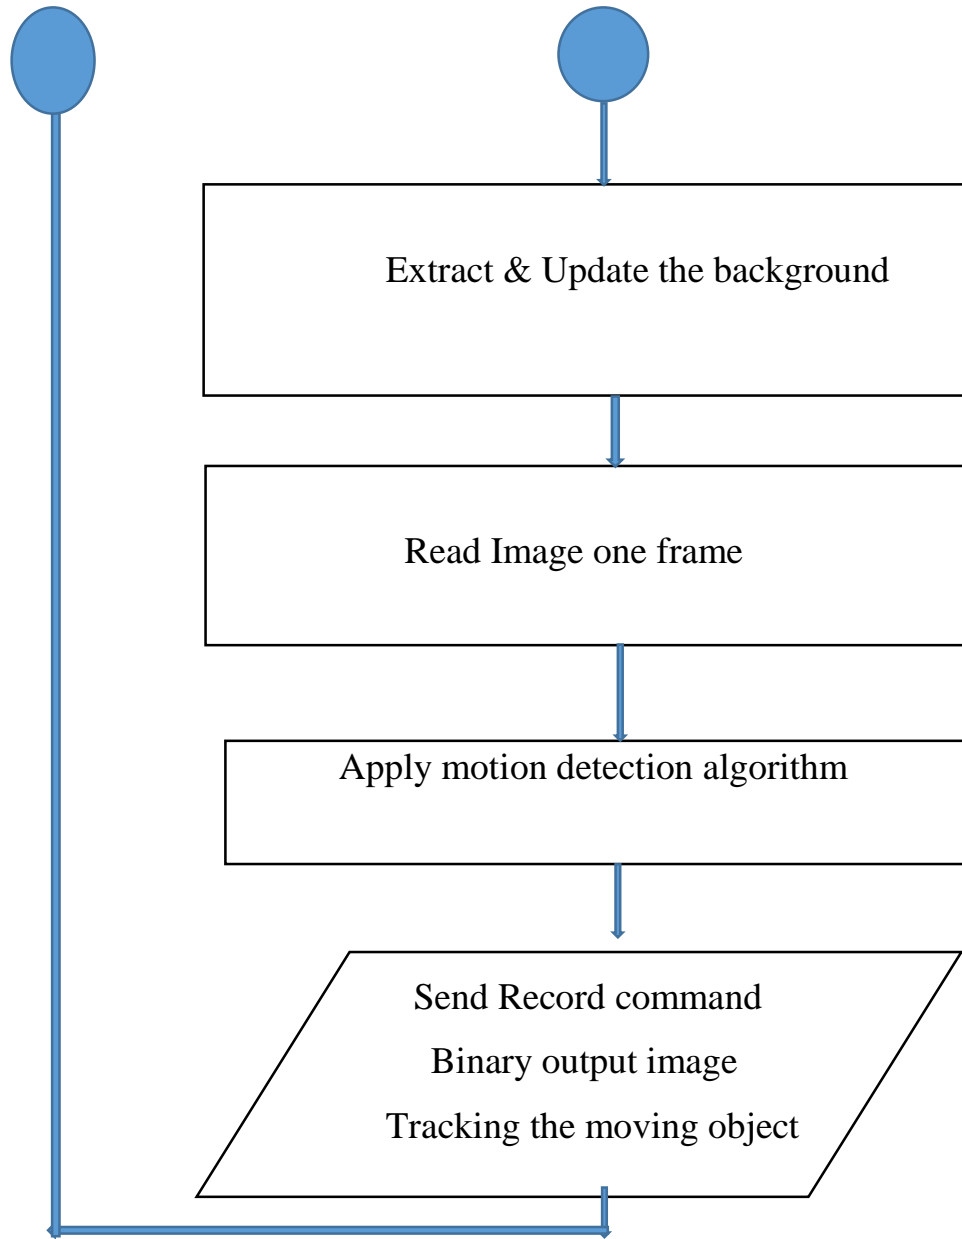 Extract & Update the background
Read Image one frame
Apply motion detection algorithm
Send Record command
Binary output image
Tracking the moving object